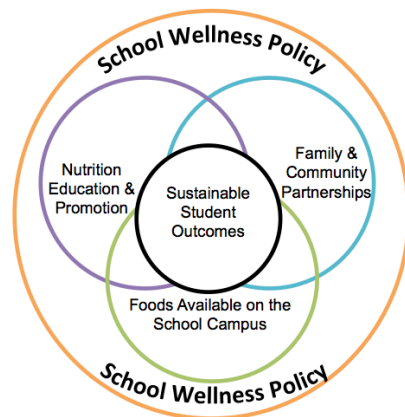 School Wellness Policy
Nutrition
Education &
Promotion
Family &
Community
Partnerships
Sustainable
Student
Outcomes
Foods Available on the
School Campus
School Wellness Policy